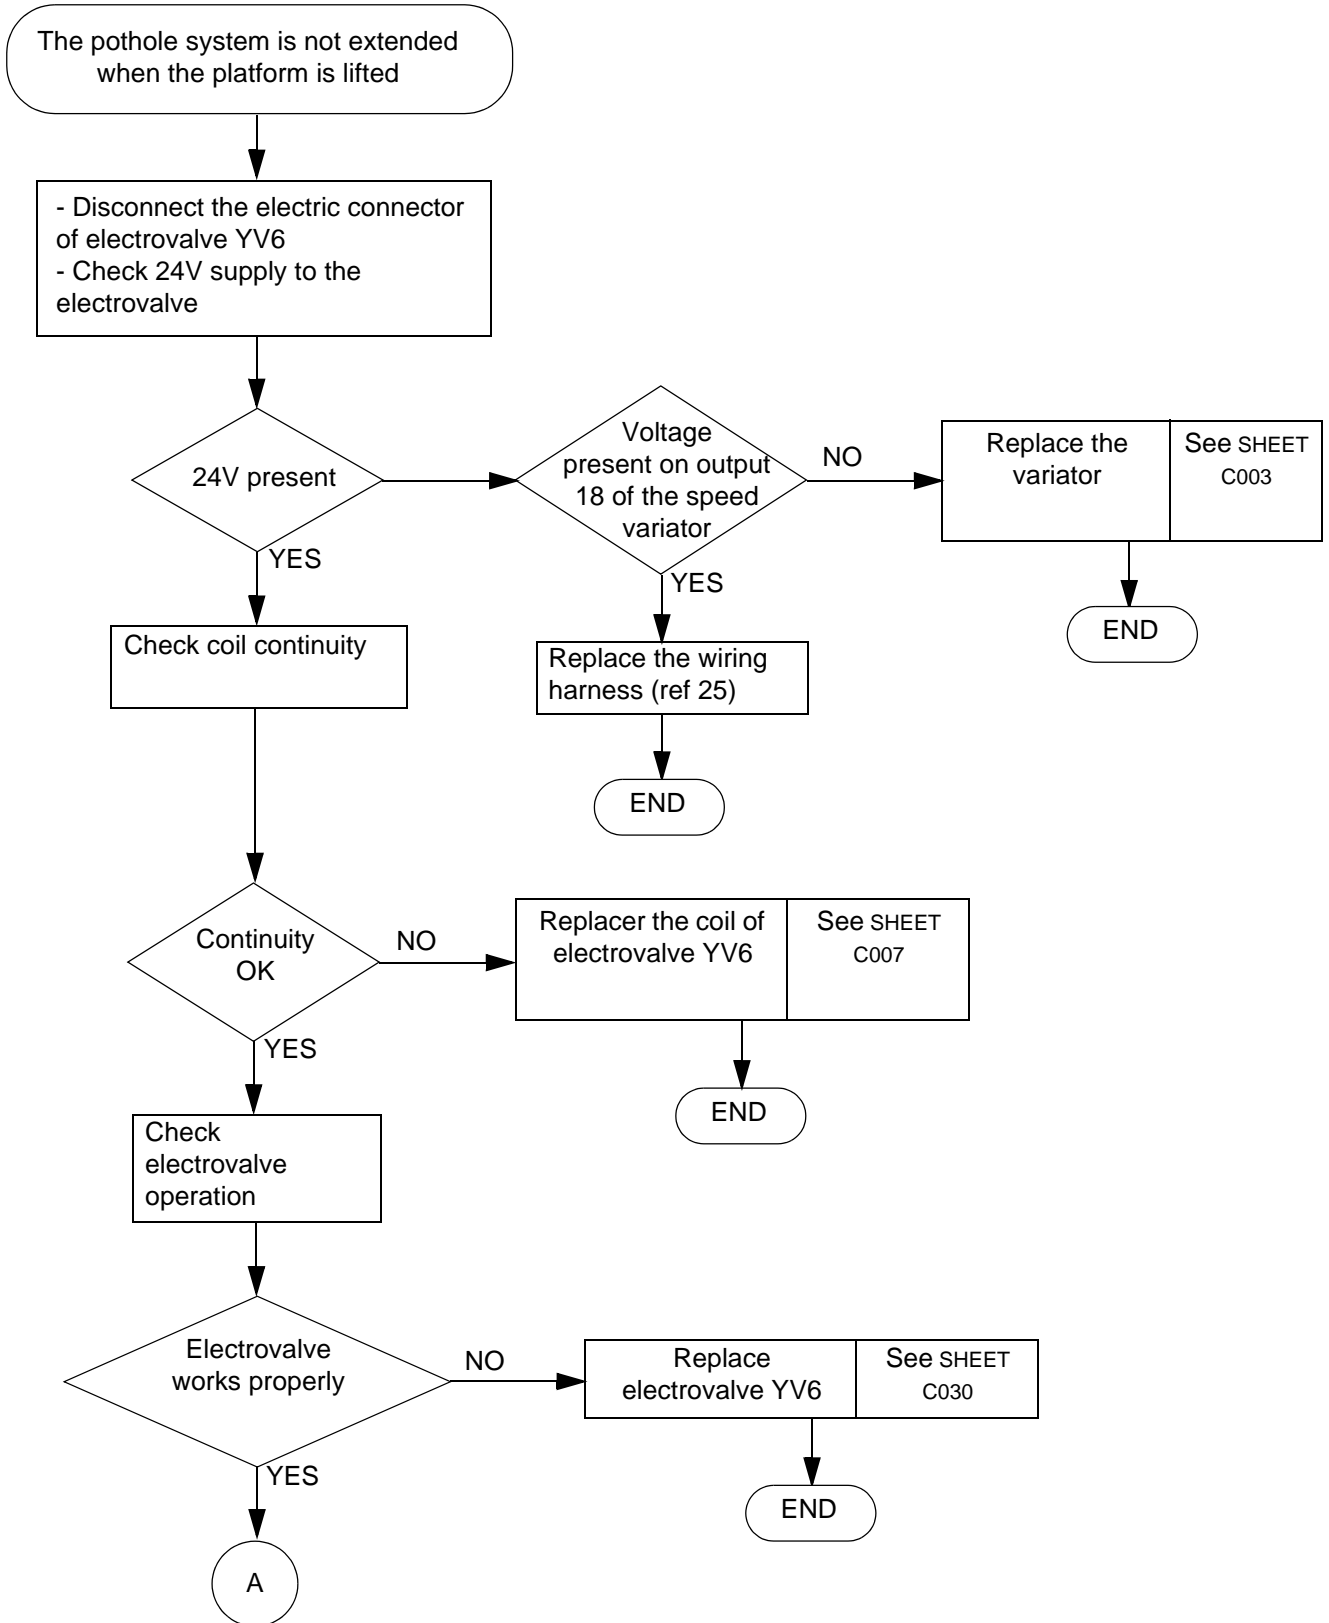 The pothole system is not extended
when the platform is lifted
- Disconnect the electric connector
of electrovalve YV6
- Check 24V supply to the
electrovalve
24V present
YES
Voltage
present on output
18 of the speed
variator
NO
Replace the
variator
See SHEET
C003
END
YES
Replace the wiring
harness (ref 25)
END
Check coil continuity
Continuity
OK
NO
Replacer the coil of
electrovalve YV6
See SHEET
C007
END
YES
Check
electrovalve
operation
Electrovalve
works properly
NO
Replace
electrovalve YV6
See SHEET
C030
END
YES
A